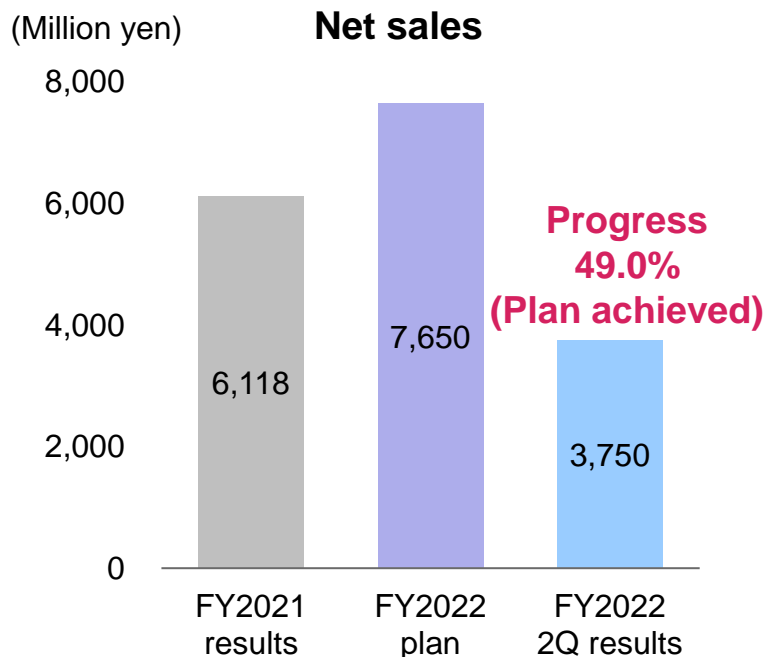 (Million yen)
Net sales
8,000
6,000
4,000
2,000
0
Progress
49.0%
(Plan achieved)
6,118
7,650
3,750
FY2021
results
FY2022
plan
FY2022
2Q results